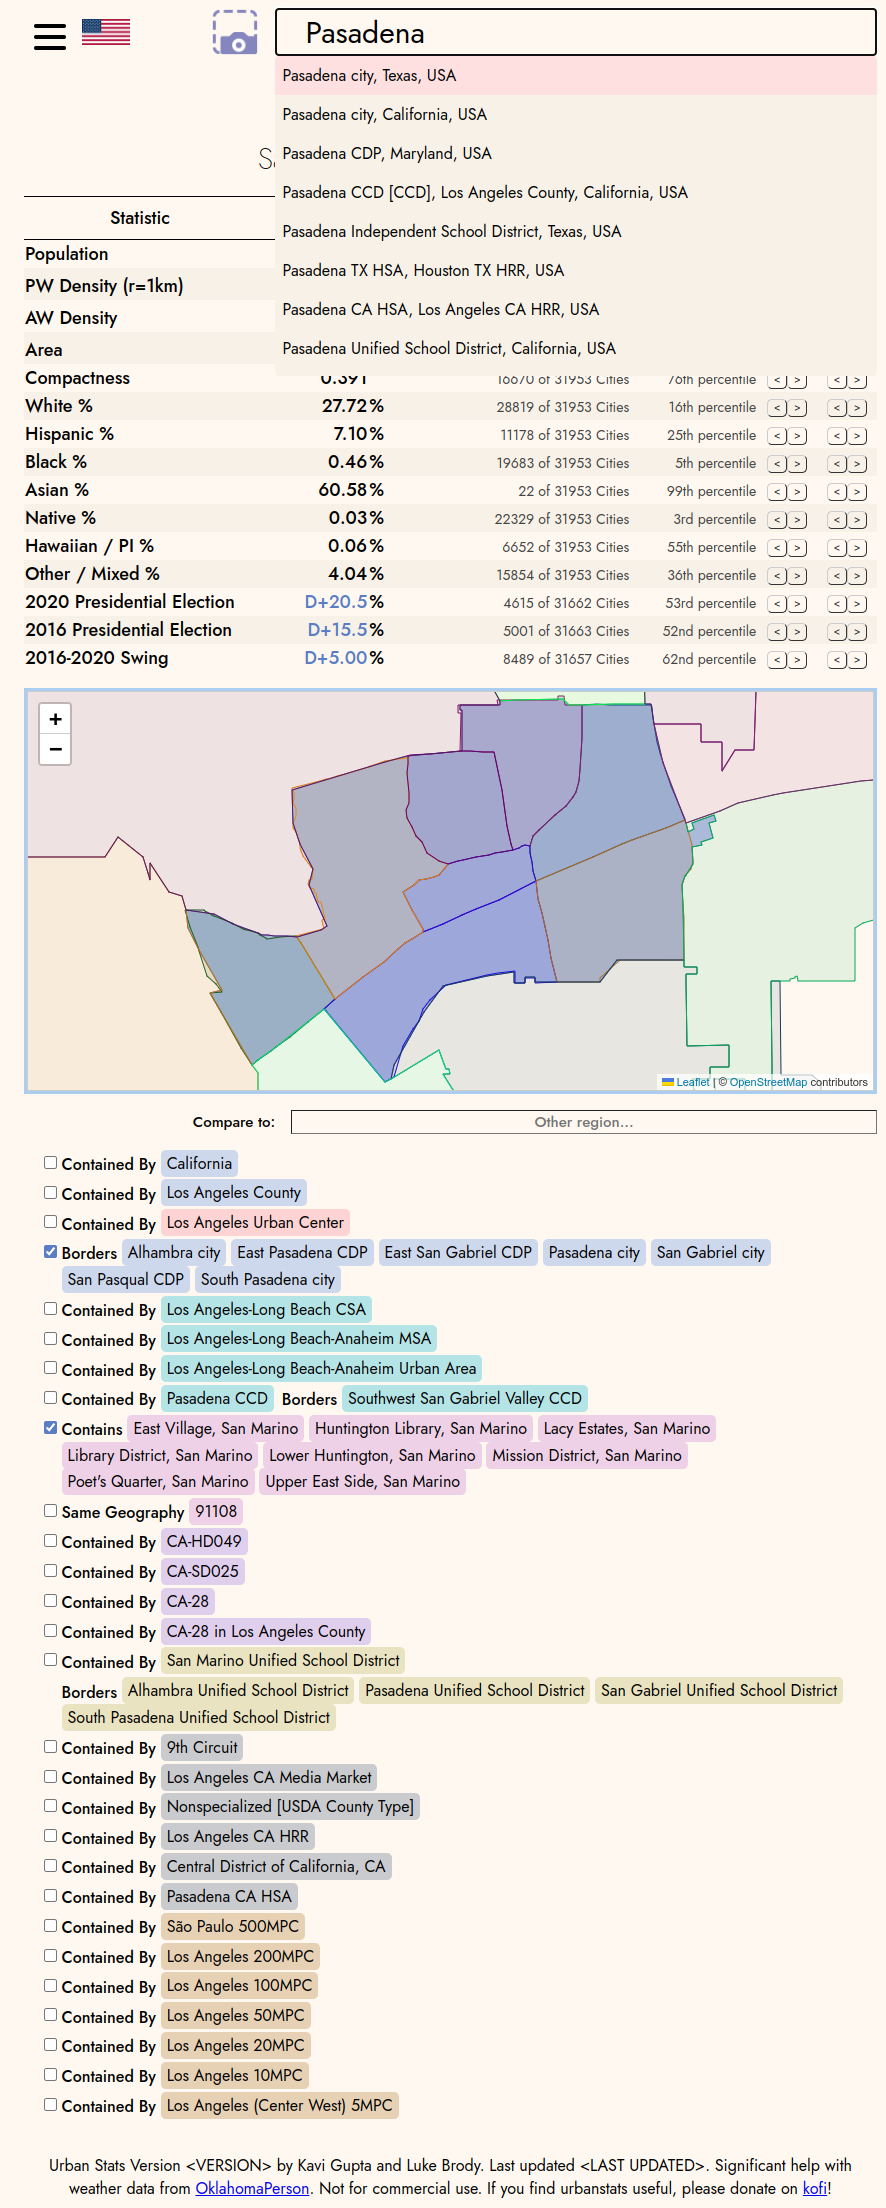 Pasadena
Pasadena city, Texas, USA
Pasadena city, California, USA
Pasadena CDP, Maryland, USA
Pasadena CCD [CCD], Los Angeles County, California, USA
Pasadena Independent School District, Texas, USA
Pasadena TX HSA, Houston TX HRR, USA
Pasadena CA HSA, Los Angeles CA HRR, USA
Pasadena Unified School District, California, USA
Statistic
Population
PW Density (r=1km)
AW Density
Area
Compactness 0.391 16670 of 31953 Cities 76th percentile < > < >
White % 27.72% 28819 of 31953 Cities 16th percentile < > < >
Hispanic % 7.10% 11178 of 31953 Cities 25th percentile < > < >
Black % 0.46% 19683 of 31953 Cities 5th percentile < > < >
Asian % 60.58% 22 of 31953 Cities 99th percentile < > < >
Native % 0.03% 22329 of 31953 Cities 3rd percentile < > < >
Hawaiian / PI % 0.06% 6652 of 31953 Cities 55th percentile < > < >
Other / Mixed % 4.04% 15854 of 31953 Cities 36th percentile < > < >
2020 Presidential Election D+20.5% 4615 of 31662 Cities 53rd percentile < > < >
2016 Presidential Election D+15.5% 5001 of 31663 Cities 52nd percentile < > < >
2016-2020 Swing D+5.00% 8489 of 31657 Cities 62nd percentile < > < >
+
−
Leaflet | © OpenStreetMap contributors
Compare to: Other region...
Contained By California
Contained By Los Angeles County
Contained By Los Angeles Urban Center
Borders Alhambra city East Pasadena CDP East San Gabriel CDP Pasadena city San Gabriel city
San Pasqual CDP South Pasadena city
Contained By Los Angeles-Long Beach CSA
Contained By Los Angeles-Long Beach-Anaheim MSA
Contained By Los Angeles-Long Beach-Anaheim Urban Area
Contained By Pasadena CCD Borders Southwest San Gabriel Valley CCD
Contains East Village, San Marino Huntington Library, San Marino Lacy Estates, San Marino
Library District, San Marino Lower Huntington, San Marino Mission District, San Marino
Poet's Quarter, San Marino Upper East Side, San Marino
Same Geography 91108
Contained By CA-HD049
Contained By CA-SD025
Contained By CA-28
Contained By CA-28 in Los Angeles County
Contained By San Marino Unified School District
Borders Alhambra Unified School District Pasadena Unified School District San Gabriel Unified School District
South Pasadena Unified School District
Contained By 9th Circuit
Contained By Los Angeles CA Media Market
Contained By Nonspecialized [USDA County Type]
Contained By Los Angeles CA HRR
Contained By Central District of California, CA
Contained By Pasadena CA HSA
Contained By São Paulo 500MPC
Contained By Los Angeles 200MPC
Contained By Los Angeles 100MPC
Contained By Los Angeles 50MPC
Contained By Los Angeles 20MPC
Contained By Los Angeles 10MPC
Contained By Los Angeles (Center West) 5MPC
Urban Stats Version <VERSION> by Kavi Gupta and Luke Brody. Last updated <LAST UPDATED>. Significant help with
weather data from OklahomaPerson. Not for commercial use. If you find urbanstats useful, please donate on kofi!